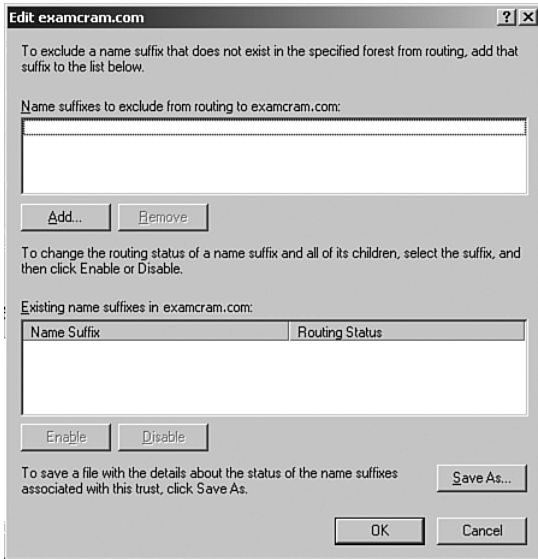 Edit examcram.com
To exclude a name suffix that does not exist in the specified forest from routing, add that
suffix to the list below.
Name suffixes to exclude from routing to examcram.com:
Add...
Remove
To change the routing status of a name suffix and all of its children, select the suffix, and
then click Enable or Disable.
Existing name suffixes in examcram.com:
Name Suffix
Routing Status
Enable
Disable
To save a file with the details about the status of the name suffixes
associated with this trust, click Save As.
Save As...
OK
Cancel